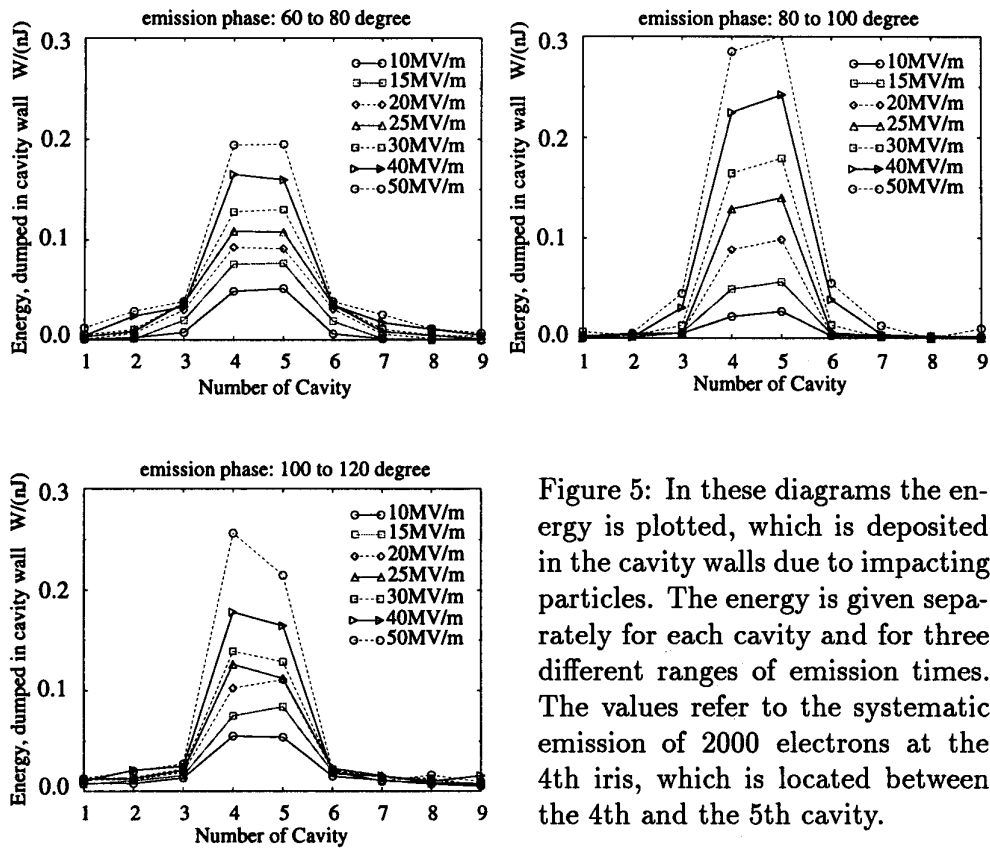 emission phase: 60 to 80 degree
Energy, dumped in cavity wall W/(nJ)
0.3
0.2
0.1
0.0
10MV/m
15MV/m
20MV/m
25MV/m
30MV/m
40MV/m
50MV/m
1 2 3 4 5 6 7 8 9
Number of Cavity
emission phase: 80 to 100 degree
Energy, dumped in cavity wall W/(nJ)
0.3
0.2
0.1
0.0
10MV/m
15MV/m
20MV/m
25MV/m
30MV/m
40MV/m
50MV/m
1 2 3 4 5 6 7 8 9
Number of Cavity
emission phase: 100 to 120 degree
Energy, dumped in cavity wall W/(nJ)
0.3
0.2
0.1
0.0
10MV/m
15MV/m
20MV/m
25MV/m
30MV/m
40MV/m
50MV/m
1 2 3 4 5 6 7 8 9
Number of Cavity
Figure 5: In these diagrams the en-
ergy is plotted, which is deposited
in the cavity walls due to impacting
particles. The energy is given sepa-
rately for each cavity and for three
different ranges of emission times.
The values refer to the systematic
emission of 2000 electrons at the
4th iris, which is located between
the 4th and the 5th cavity.